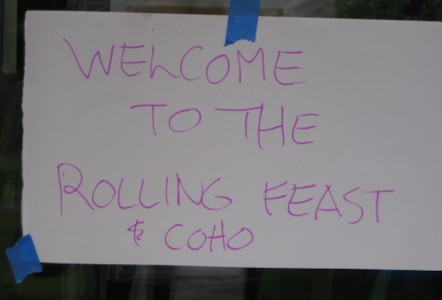 WELCOME
TO THE
ROLLING FEAST
& COHO